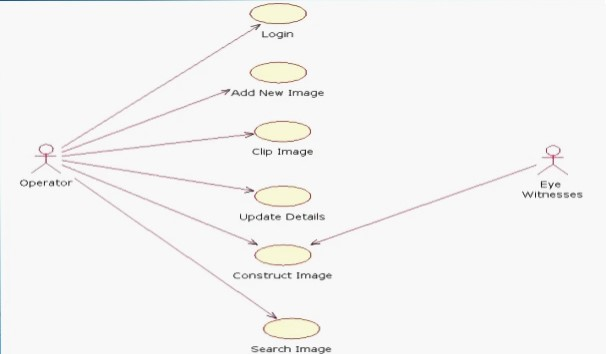 Login
Add New Image
Clip Image
Operator
Eye
Witnesses
Update Details
Construct Image
Search Image